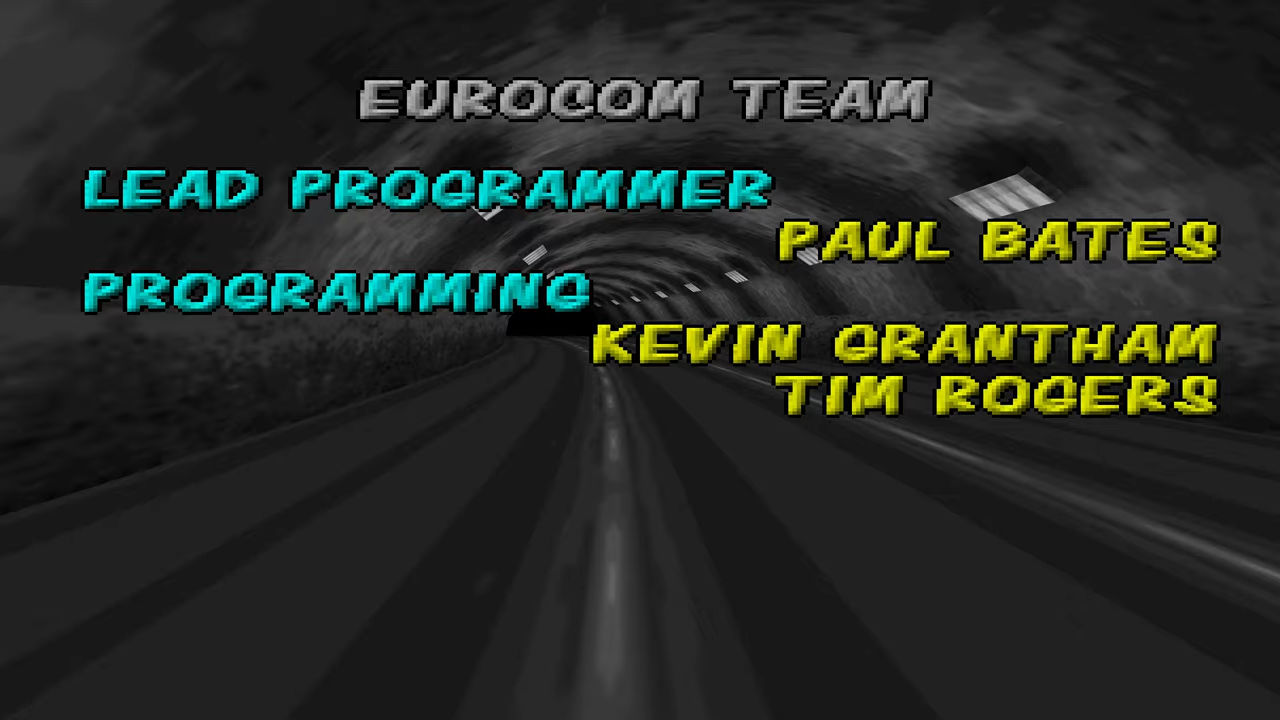 EUROCOM TEAM
LEAD PROGRAMMER
PAUL BATES
PROGRAMMING
KEVIN GRANTHAM
TIM ROGERS